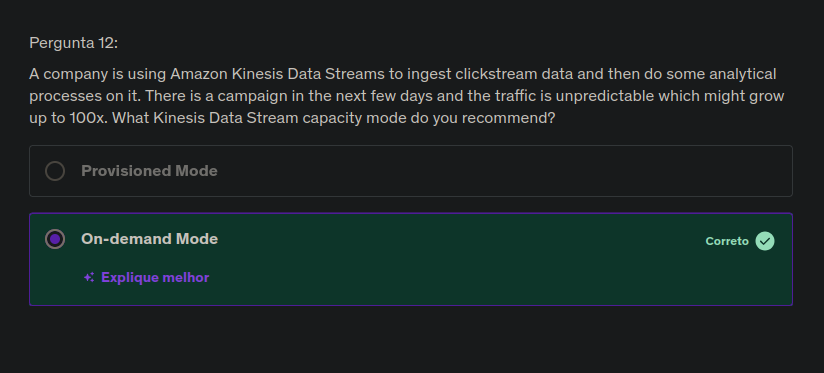 Pergunta 12:
A company is using Amazon Kinesis Data Streams to ingest clickstream data and then do some analytical
processes on it. There is a campaign in the next few days and the traffic is unpredictable which might grow
up to 100x. What Kinesis Data Stream capacity mode do you recommend?
Provisioned Mode
On-demand Mode
Correto
Explique melhor